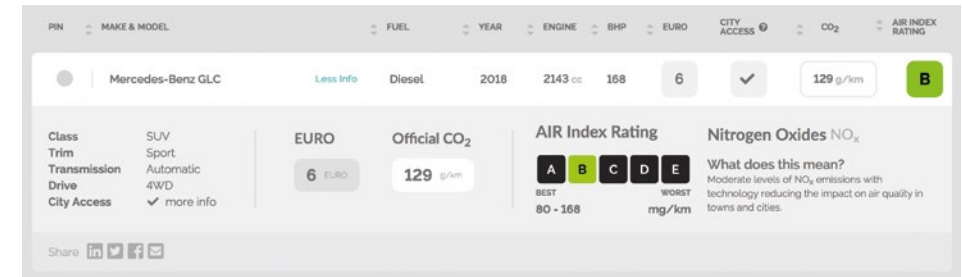 PIN MAKE & MODEL FUEL YEAR ENGINE BHP EURO CITY ACCESS ? CO₂ AIR INDEX RATING
Mercedes-Benz GLC Less Info Diesel 2018 2143 cc 168 6 ✓ 129 g/km B
Class SUV
Trim Sport
Transmission Automatic
Drive 4WD
City Access ✓ more info
EURO
6 EURO
Official CO₂
129 g/km
AIR Index Rating
A B C D E
BEST WORST
80 - 168 mg/km
Nitrogen Oxides NOₓ
What does this mean?
Moderate levels of NOₓ emissions with
technology reducing the impact on air quality in
towns and cities.
Share in f